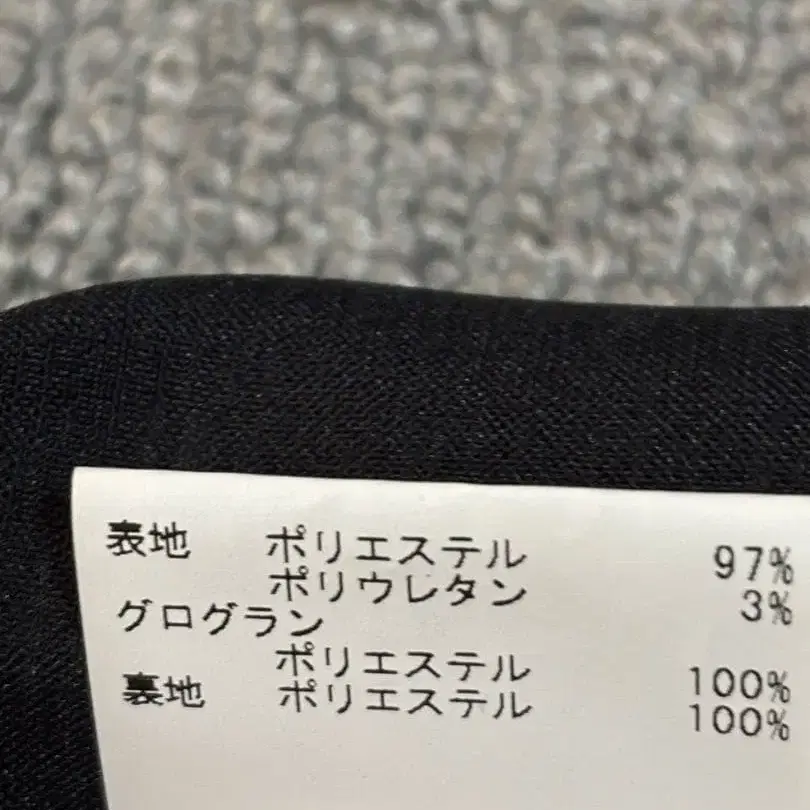 表地 ポリエステル 97%
ポリウレタン 3%
グログラン
ポリエステル 100%
裏地 ポリエステル 100%